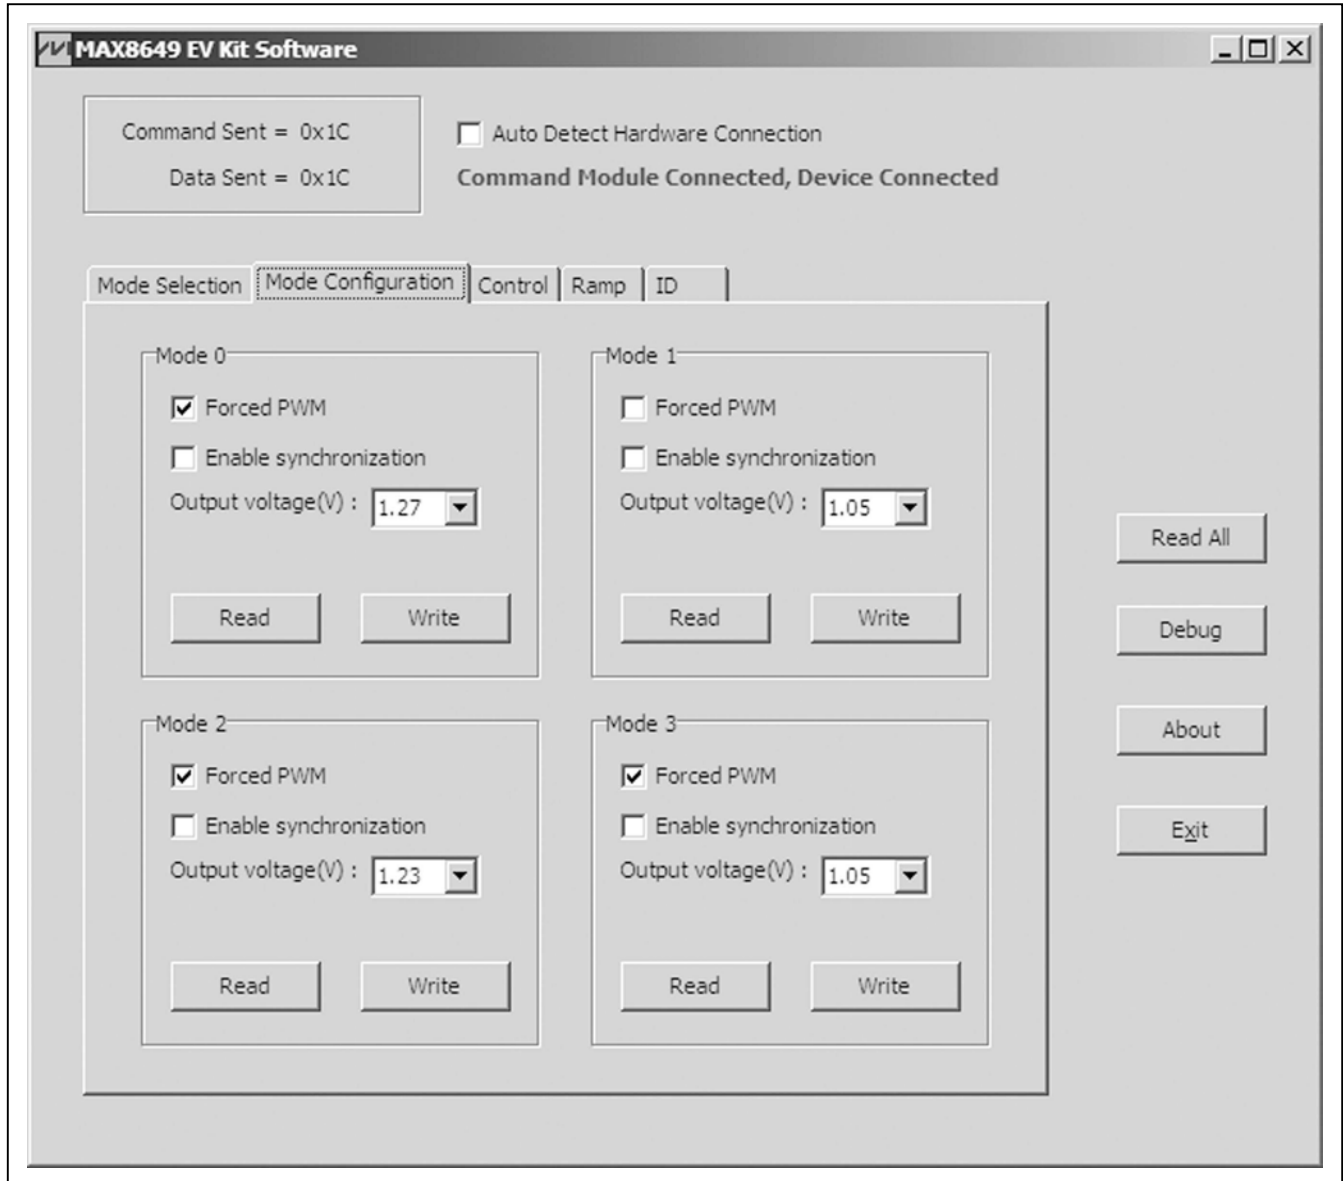 MAX8649 EV Kit Software
Command Sent = 0x1C
Data Sent = 0x1C
Auto Detect Hardware Connection
Command Module Connected, Device Connected
Mode Selection Mode Configuration Control Ramp ID
Mode 0
Forced PWM
Enable synchronization
Output voltage(V) : 1.27
Read Write
Mode 1
Forced PWM
Enable synchronization
Output voltage(V) : 1.05
Read Write
Mode 2
Forced PWM
Enable synchronization
Output voltage(V) : 1.23
Read Write
Mode 3
Forced PWM
Enable synchronization
Output voltage(V) : 1.05
Read Write
Read All
Debug
About
Exit